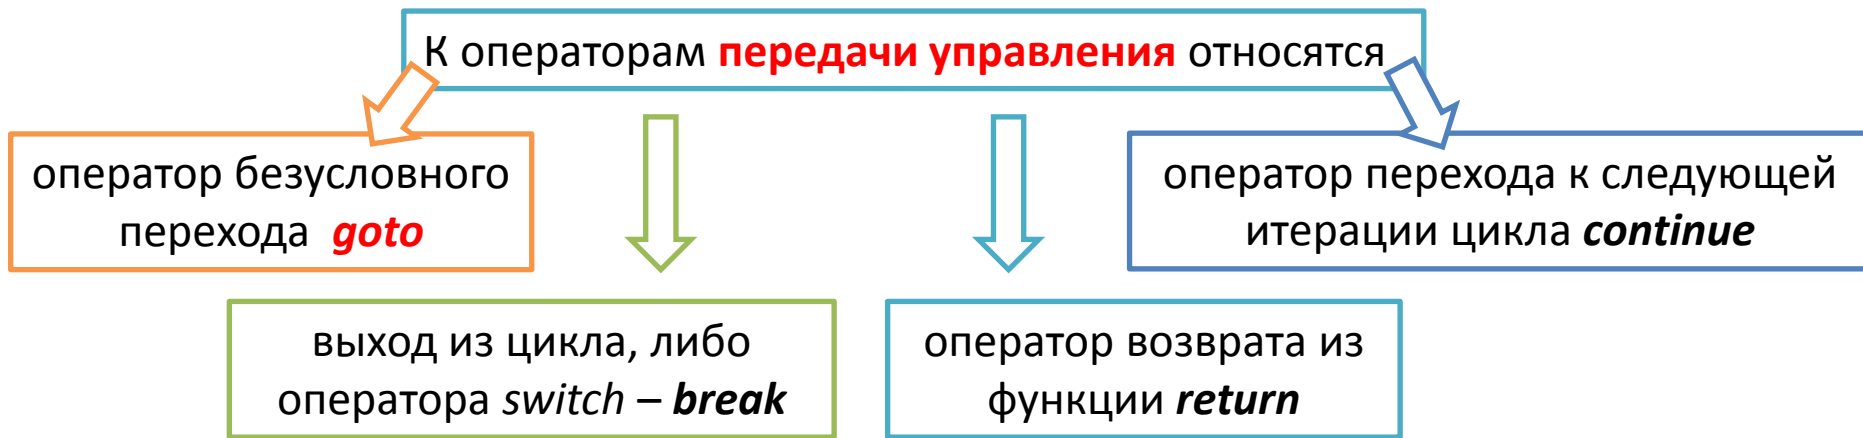 К операторам передачи управления относятся
оператор безусловного
перехода goto
оператор перехода к следующей
итерации цикла continue
выход из цикла, либо
оператора switch – break
оператор возврата из
функции return